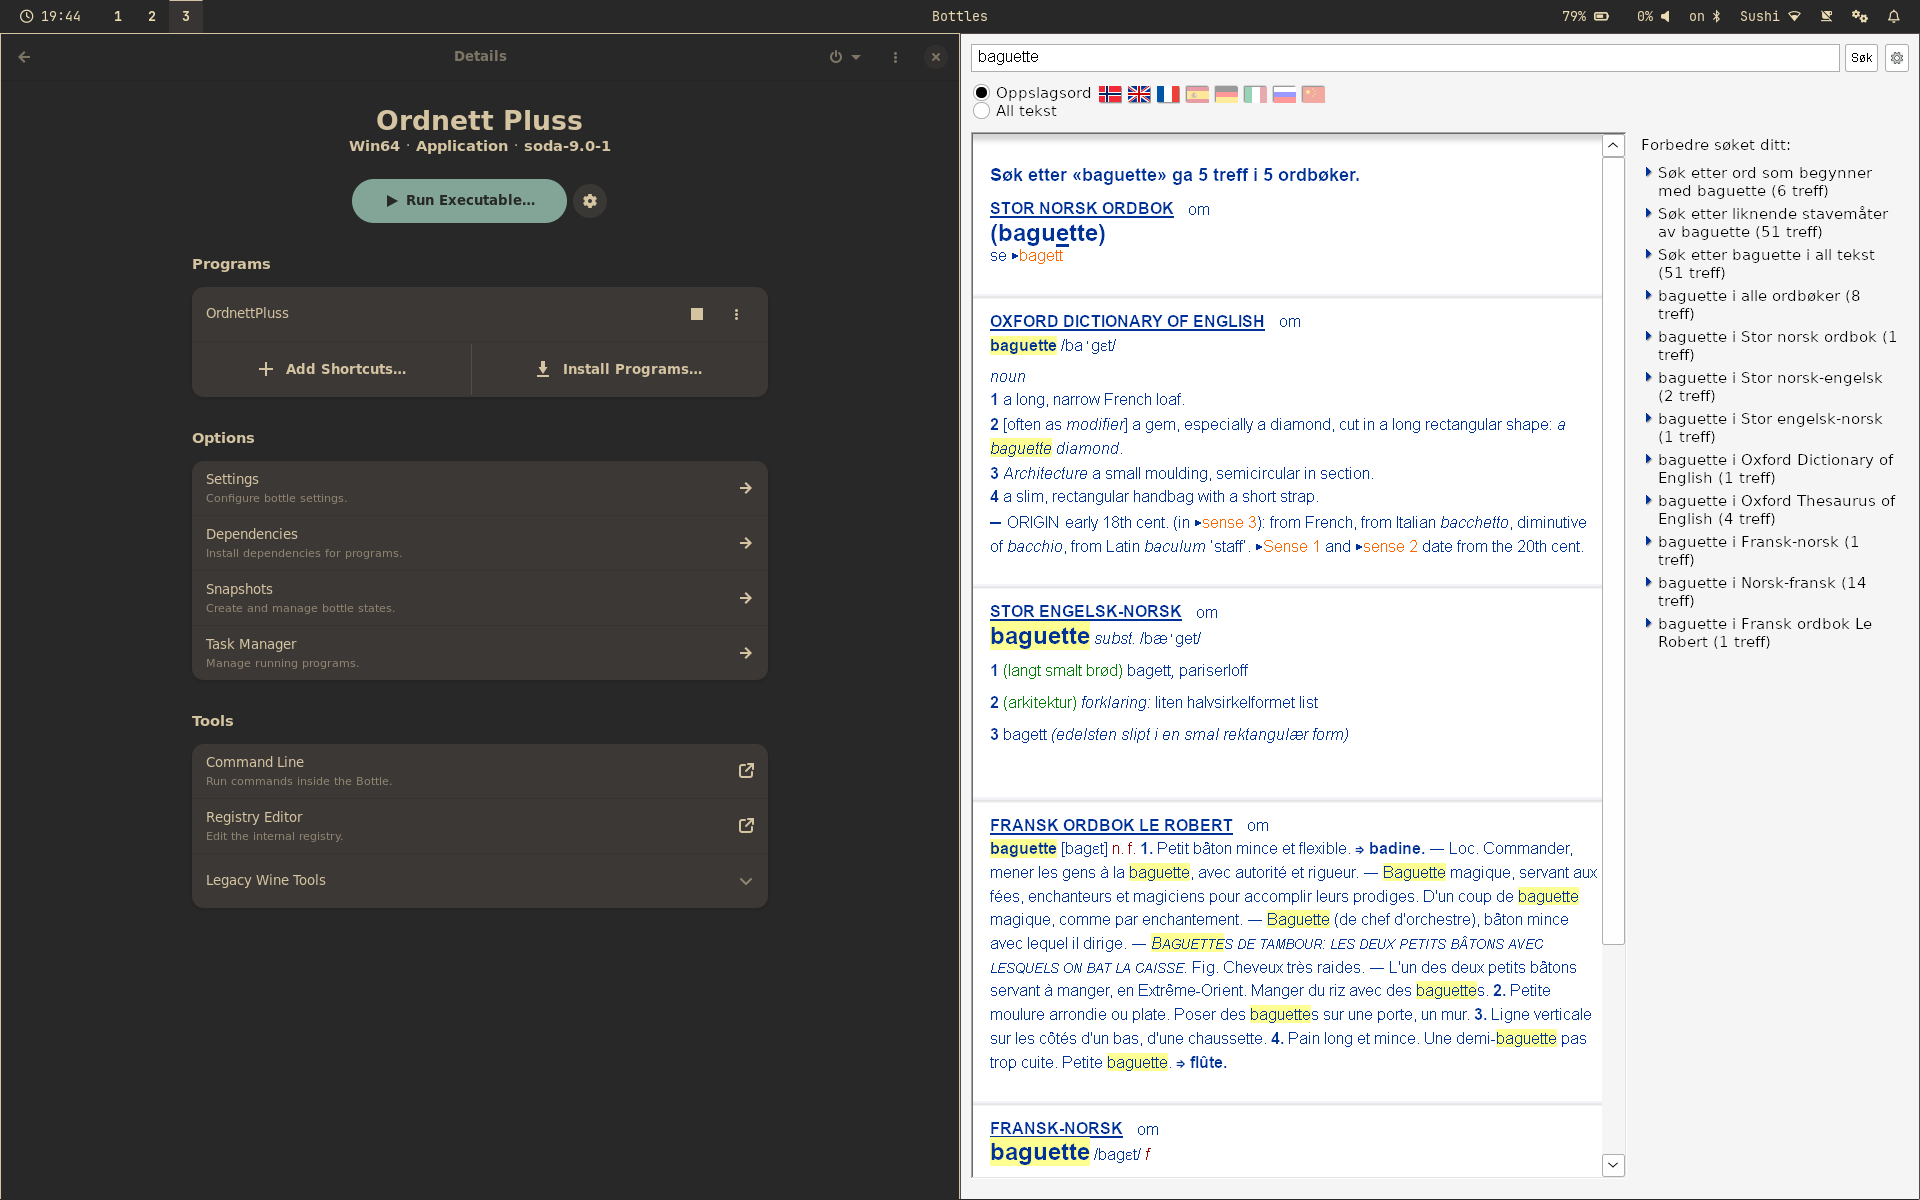 19:44 1 2 3 Bottles 79% 0% on Sushi
Details
Ordnett Pluss
Win64 · Application · soda-9.0-1
Run Executable…
Programs
OrdnettPluss
Add Shortcuts…
Install Programs…
Options
Settings
Configure bottle settings.
Dependencies
Install dependencies for programs.
Snapshots
Create and manage bottle states.
Task Manager
Manage running programs.
Tools
Command Line
Run commands inside the Bottle.
Registry Editor
Edit the internal registry.
Legacy Wine Tools
baguette
Søk
Oppslagsord
All tekst
Søk etter «baguette» ga 5 treff i 5 ordbøker.
STOR NORSK ORDBOK om
(baguette)
se ▸bagett
OXFORD DICTIONARY OF ENGLISH om
baguette /baˈɡɛt/
noun
1 a long, narrow French loaf.
2 [often as modifier] a gem, especially a diamond, cut in a long rectangular shape: a
baguette diamond.
3 Architecture a small moulding, semicircular in section.
4 a slim, rectangular handbag with a short strap.
— ORIGIN early 18th cent. (in ▸sense 3): from French, from Italian bacchetto, diminutive
of bacchio, from Latin baculum 'staff'. ▸Sense 1 and ▸sense 2 date from the 20th cent.
STOR ENGELSK-NORSK om
baguette subst. /bæˈɡet/
1 (langt smalt brød) bagett, pariserloff
2 (arkitektur) forklaring: liten halvsirkelformet list
3 bagett (edelsten slipt i en smal rektangulær form)
FRANSK ORDBOK LE ROBERT om
baguette [bagɛt] n. f. 1. Petit bâton mince et flexible. ⇒ badine. — Loc. Commander,
mener les gens à la baguette, avec autorité et rigueur. — Baguette magique, servant aux
fées, enchanteurs et magiciens pour accomplir leurs prodiges. D'un coup de baguette
magique, comme par enchantement. — Baguette (de chef d'orchestre), bâton mince
avec lequel il dirige. — BAGUETTES DE TAMBOUR: LES DEUX PETITS BÂTONS AVEC
LESQUELS ON BAT LA CAISSE. Fig. Cheveux très raides. — L'un des deux petits bâtons
servant à manger, en Extrême-Orient. Manger du riz avec des baguettes. 2. Petite
moulure arrondie ou plate. Poser des baguettes sur une porte, un mur. 3. Ligne verticale
sur les côtés d'un bas, d'une chaussette. 4. Pain long et mince. Une demi-baguette pas
trop cuite. Petite baguette. ⇒ flûte.
FRANSK-NORSK om
baguette /bagɛt/ f
Forbedre søket ditt:
Søk etter ord som begynner
med baguette (6 treff)
Søk etter liknende stavemåter
av baguette (51 treff)
Søk etter baguette i all tekst
(51 treff)
baguette i alle ordbøker (8
treff)
baguette i Stor norsk ordbok (1
treff)
baguette i Stor norsk-engelsk
(2 treff)
baguette i Stor engelsk-norsk
(1 treff)
baguette i Oxford Dictionary of
English (1 treff)
baguette i Oxford Thesaurus of
English (4 treff)
baguette i Fransk-norsk (1
treff)
baguette i Norsk-fransk (14
treff)
baguette i Fransk ordbok Le
Robert (1 treff)